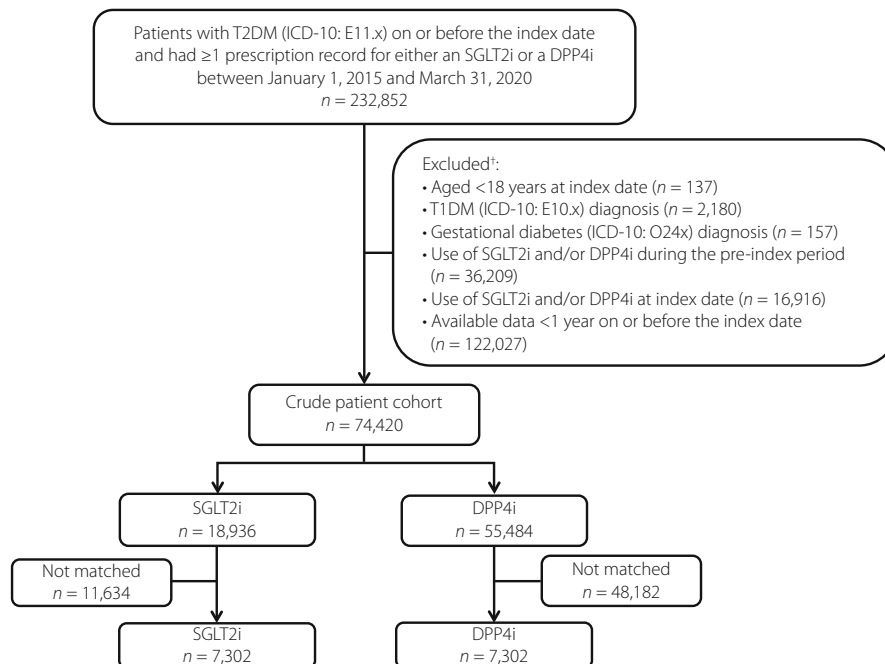 Patients with T2DM (ICD-10: E11.x) on or before the index date
and had ≥1 prescription record for either an SGLT2i or a DPP4i
between January 1, 2015 and March 31, 2020
n = 232,852
Excluded†:
• Aged <18 years at index date (n = 137)
• T1DM (ICD-10: E10.x) diagnosis (n = 2,180)
• Gestational diabetes (ICD-10: O24x) diagnosis (n = 157)
• Use of SGLT2i and/or DPP4i during the pre-index period
(n = 36,209)
• Use of SGLT2i and/or DPP4i at index date (n = 16,916)
• Available data <1 year on or before the index date
(n = 122,027)
Crude patient cohort
n = 74,420
SGLT2i
n = 18,936
DPP4i
n = 55,484
Not matched
n = 11,634
Not matched
n = 48,182
SGLT2i
n = 7,302
DPP4i
n = 7,302